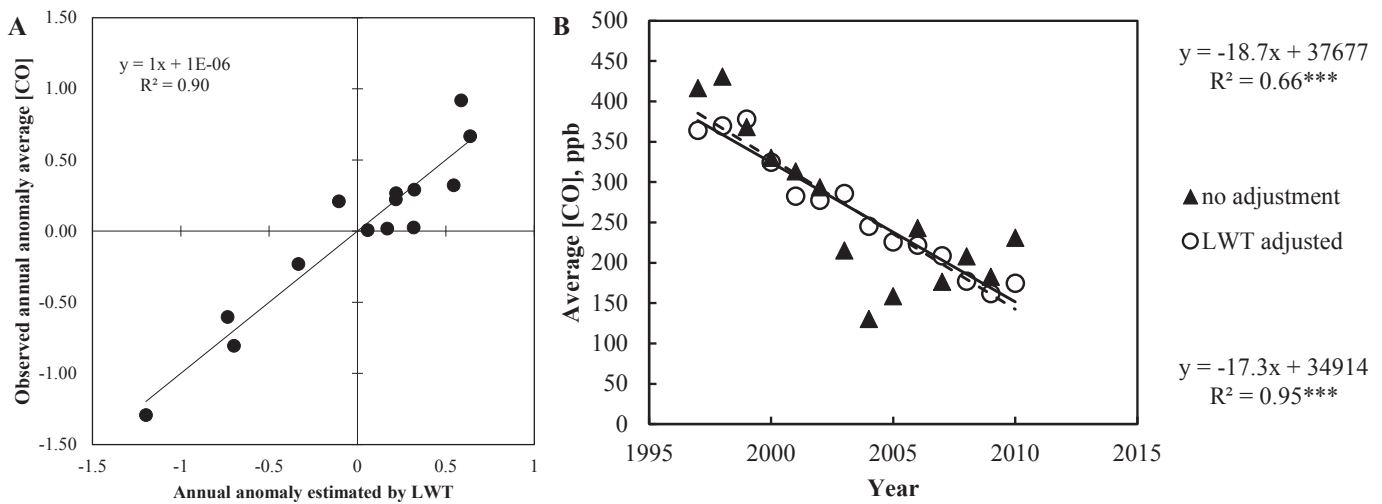 A
y = 1x + 1E-06
R² = 0.90
Observed annual anomaly average [CO]
1.50
1.00
0.50
0.00
-0.50
-1.00
-1.50
-1.5 -1 -0.5 0 0.5 1
Annual anomaly estimated by LWT
B
Average [CO], ppb
500
450
400
350
300
250
200
150
100
50
0
1995 2000 2005 2010 2015
Year
y = -18.7x + 37677
R² = 0.66***
no adjustment
LWT adjusted
y = -17.3x + 34914
R² = 0.95***